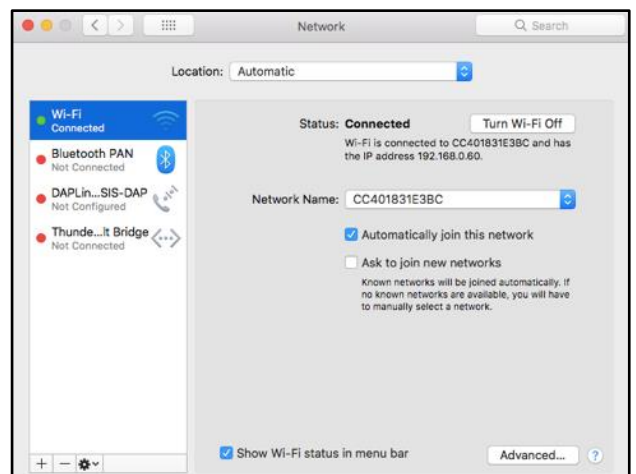 Network
Search
Location: Automatic
Wi-Fi
Connected
Bluetooth PAN
Not Connected
DAPLin...SIS-DAP
Not Configured
Thunde...lt Bridge
Not Connected
Status: Connected
Turn Wi-Fi Off
Wi-Fi is connected to CC401831E3BC and has
the IP address 192.168.0.60.
Network Name: CC401831E3BC
Automatically join this network
Ask to join new networks
Known networks will be joined automatically. If
no known networks are available, you will have
to manually select a network.
Show Wi-Fi status in menu bar
Advanced...
?